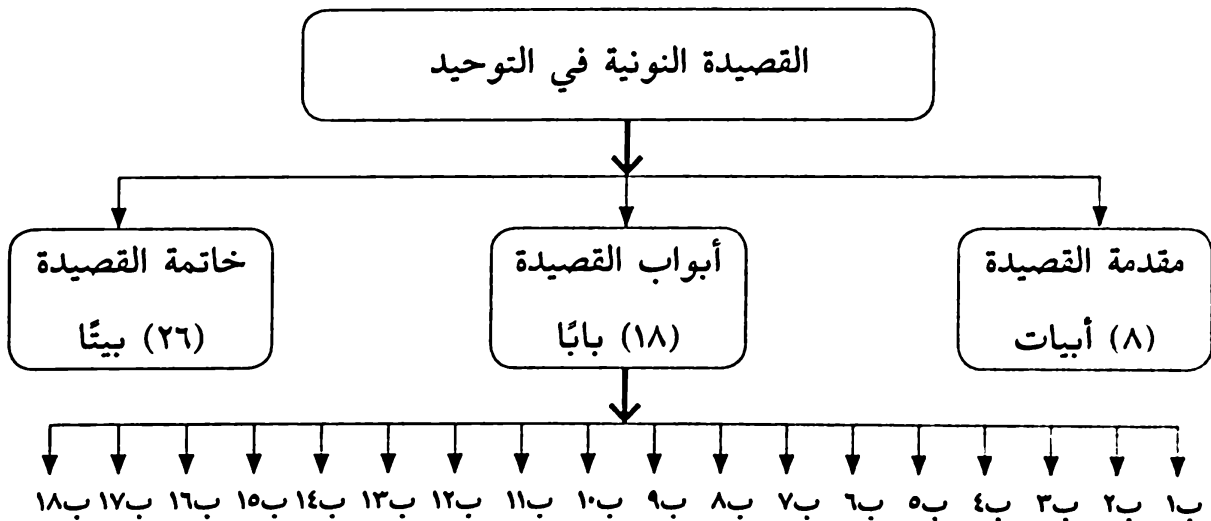 القصيدة النونية في التوحيد
مقدمة القصيدة
(٨) أبيات
أبواب القصيدة
(١٨) بابًا
خاتمة القصيدة
(٢٦) بيتًا
ب١ ب٢ ب٣ ب٤ ب٥ ب٦ ب٧ ب٨ ب٩ ب١٠ ب١١ ب١٢ ب١٣ ب١٤ ب١٥ ب١٦ ب١٧ ب١٨